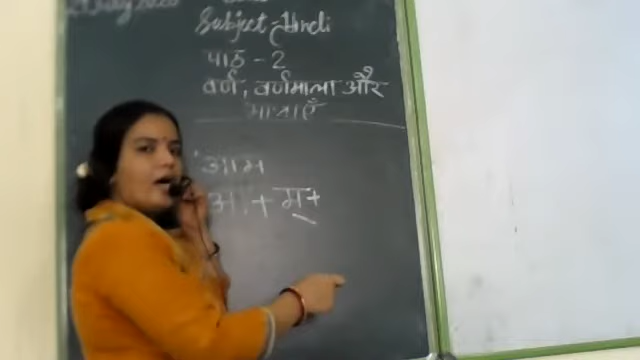 Subject - Hindi
पाठ - 2
वर्ण, वर्णमाला और
मात्राएँ
आम
आ + म् +